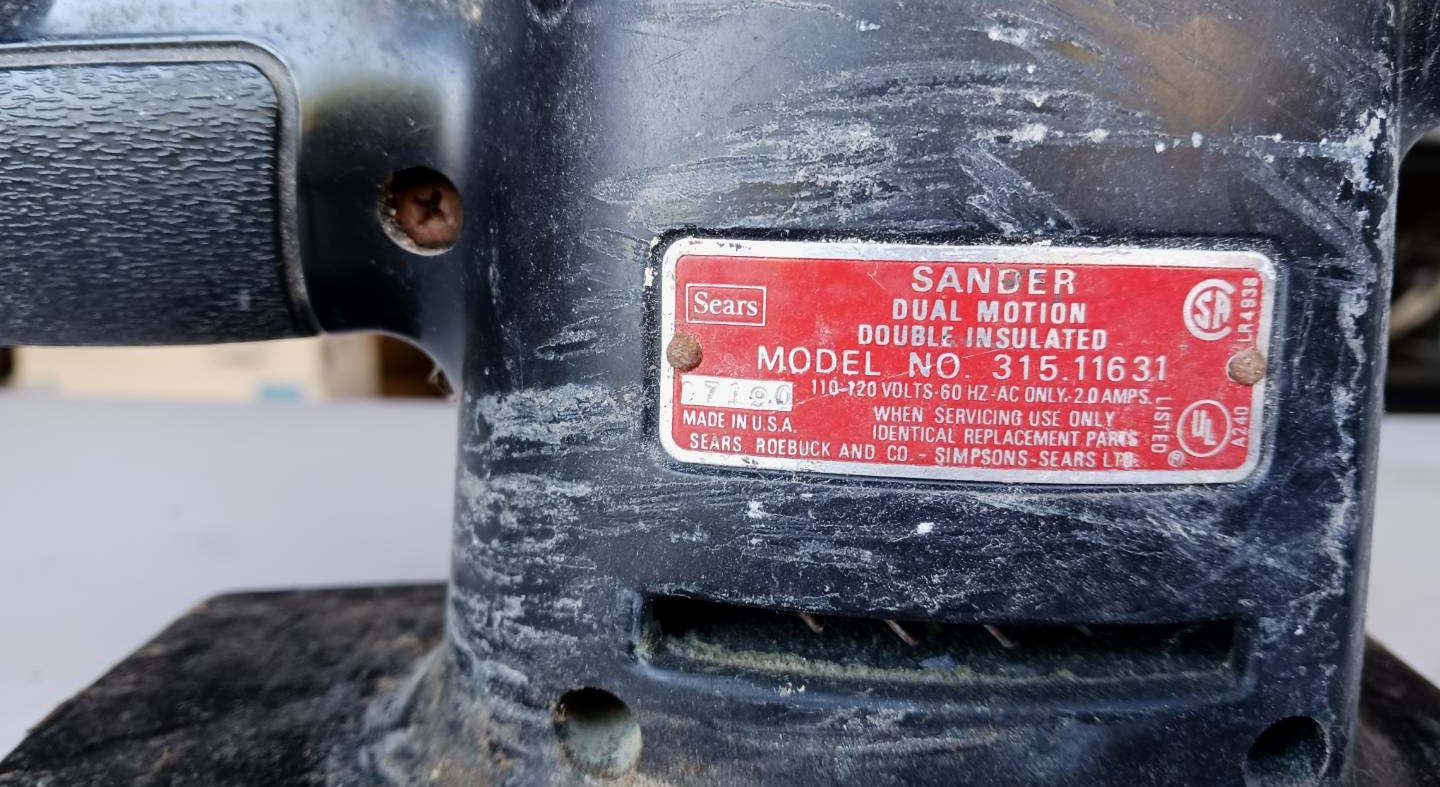 Sears
SANDER
DUAL MOTION
DOUBLE INSULATED
MODEL NO. 315.11631
110-120 VOLTS-60 HZ-AC ONLY-2.0 AMPS.
MADE IN U.S.A.
WHEN SERVICING USE ONLY
IDENTICAL REPLACEMENT PARTS
SEARS, ROEBUCK AND CO. - SIMPSONS-SEARS LTD.
SA
LR4938
LISTED
UL
®
A240